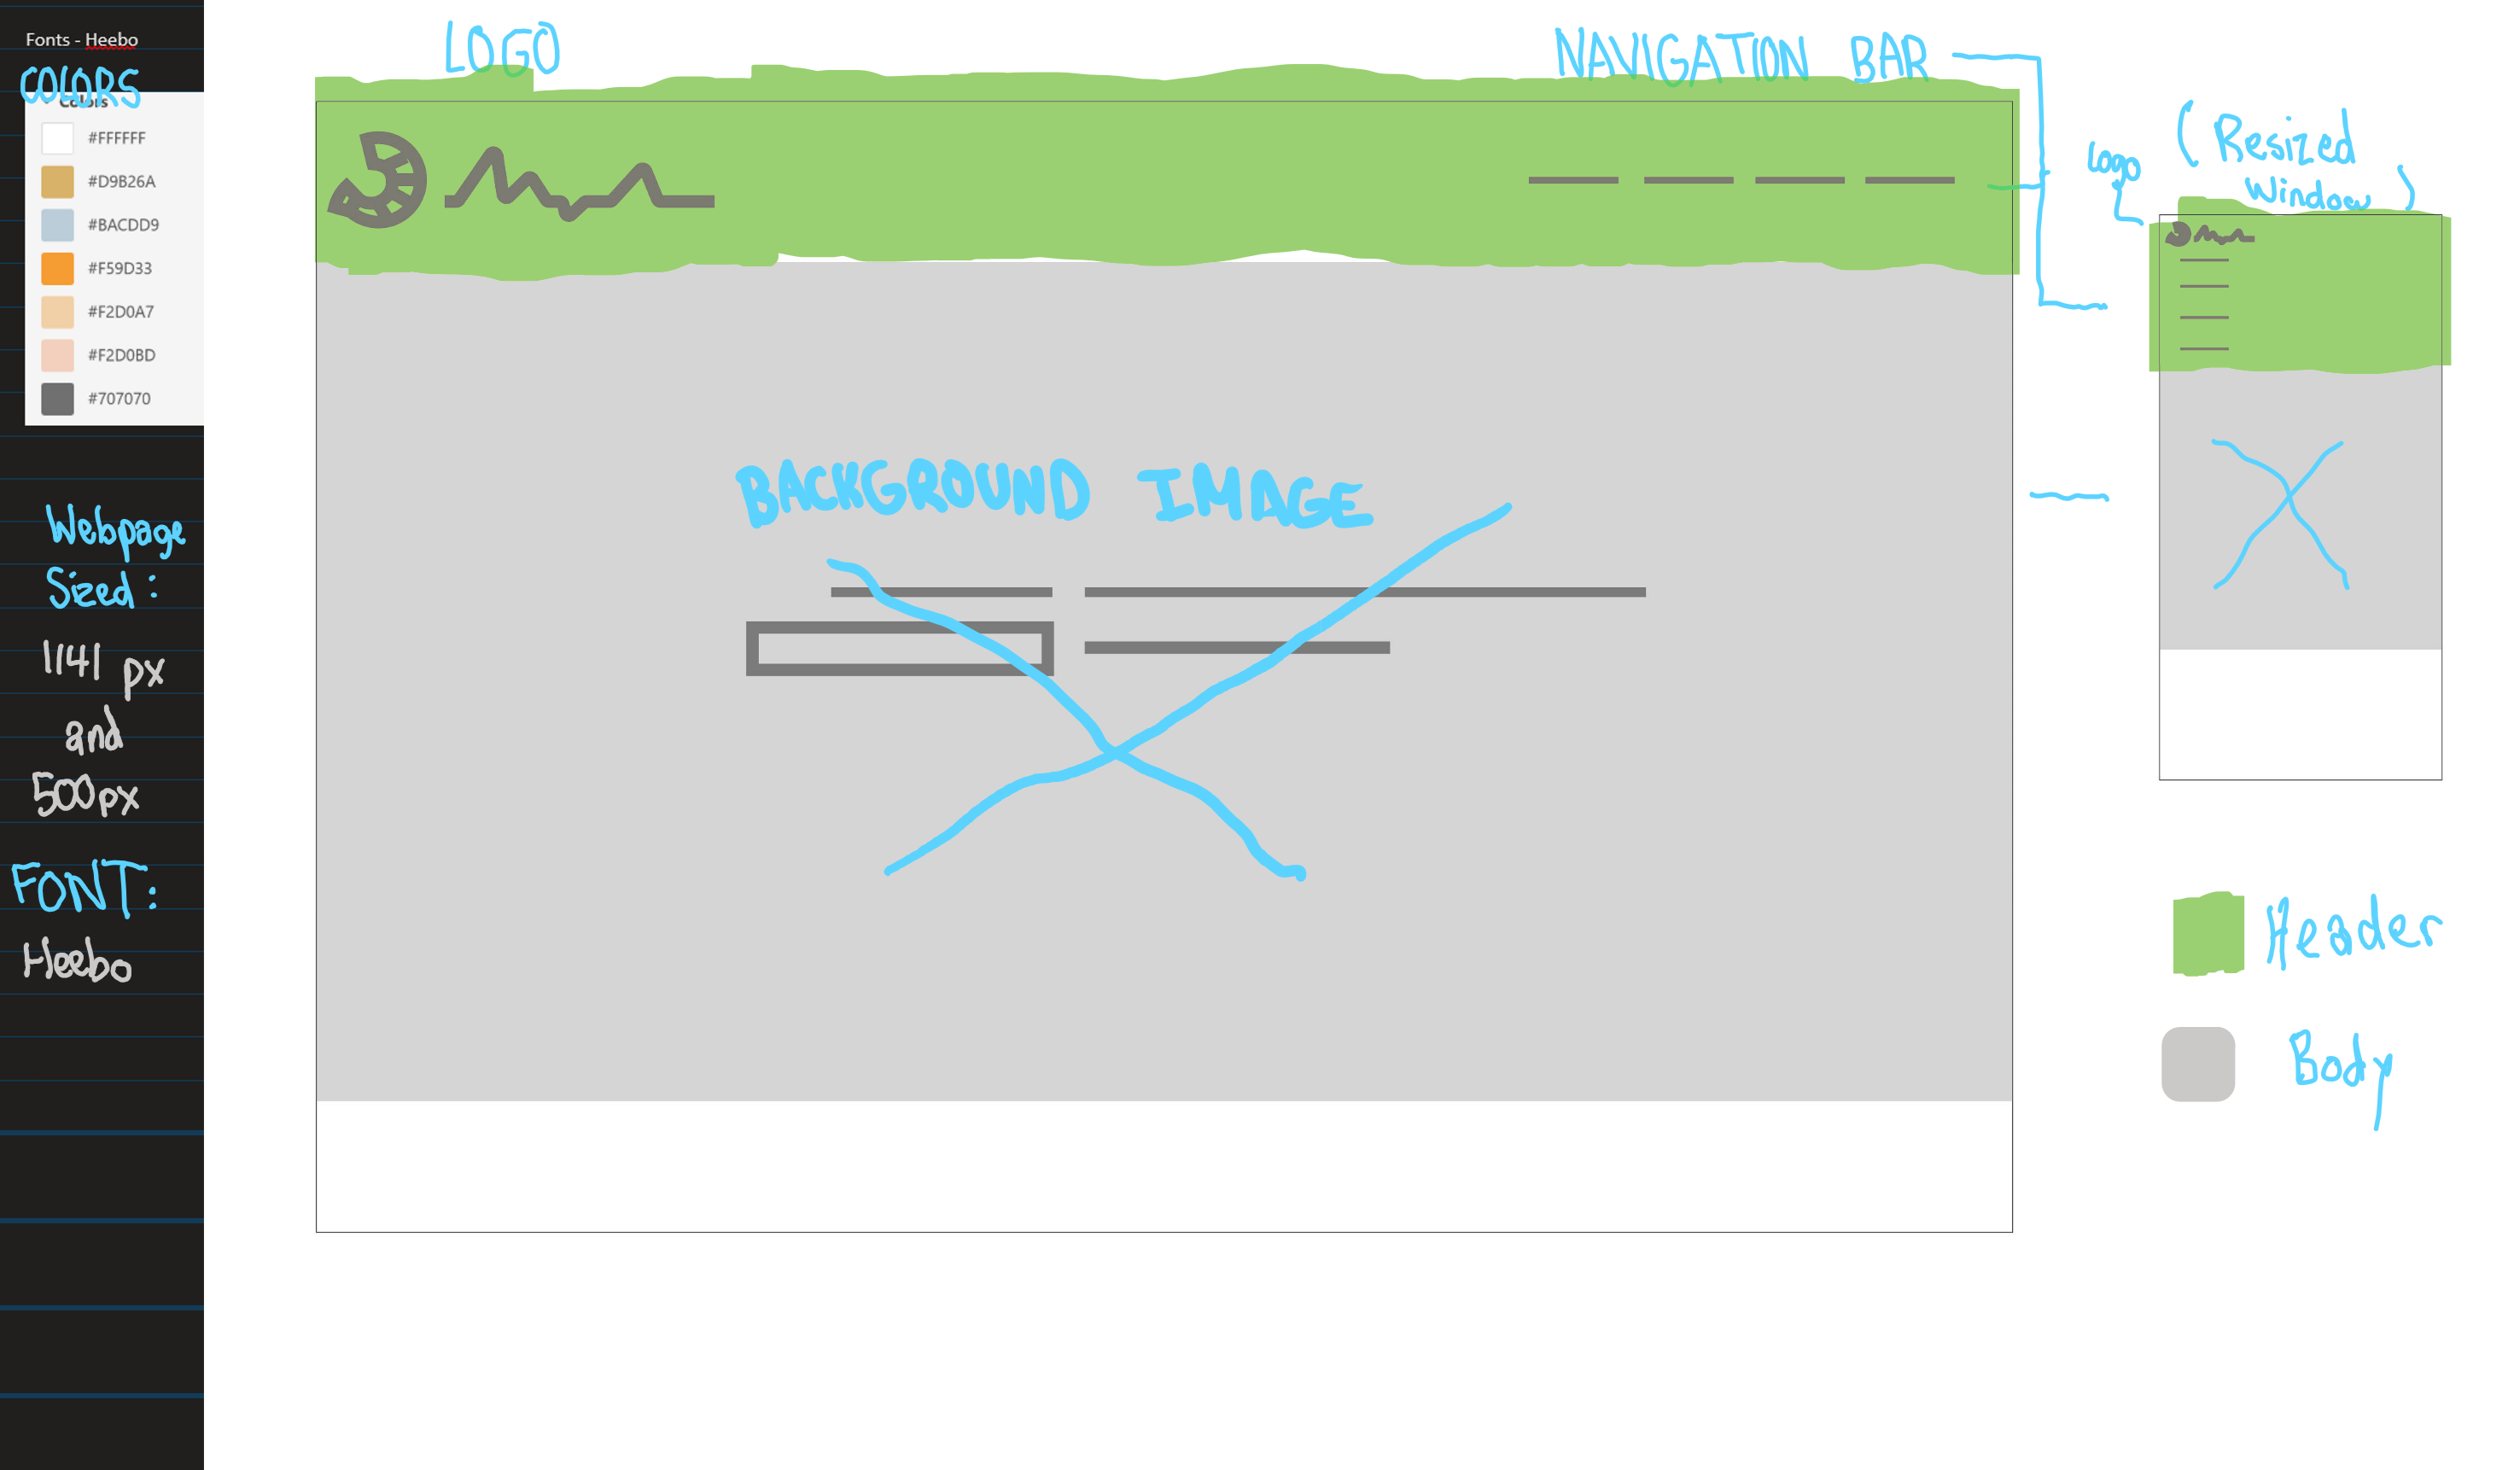 Fonts - Heebo
COLORS
Colors
#FFFFFF
#D9B26A
#BACDD9
#F59D33
#F2D0A7
#F2D0BD
#707070
Webpage
Sized:
1141 px
and
500px
FONT:
Heebo
LOGO
NAVIGATION BAR
BACKGROUND IMAGE
logo
(Resized
Window)
Header
Body